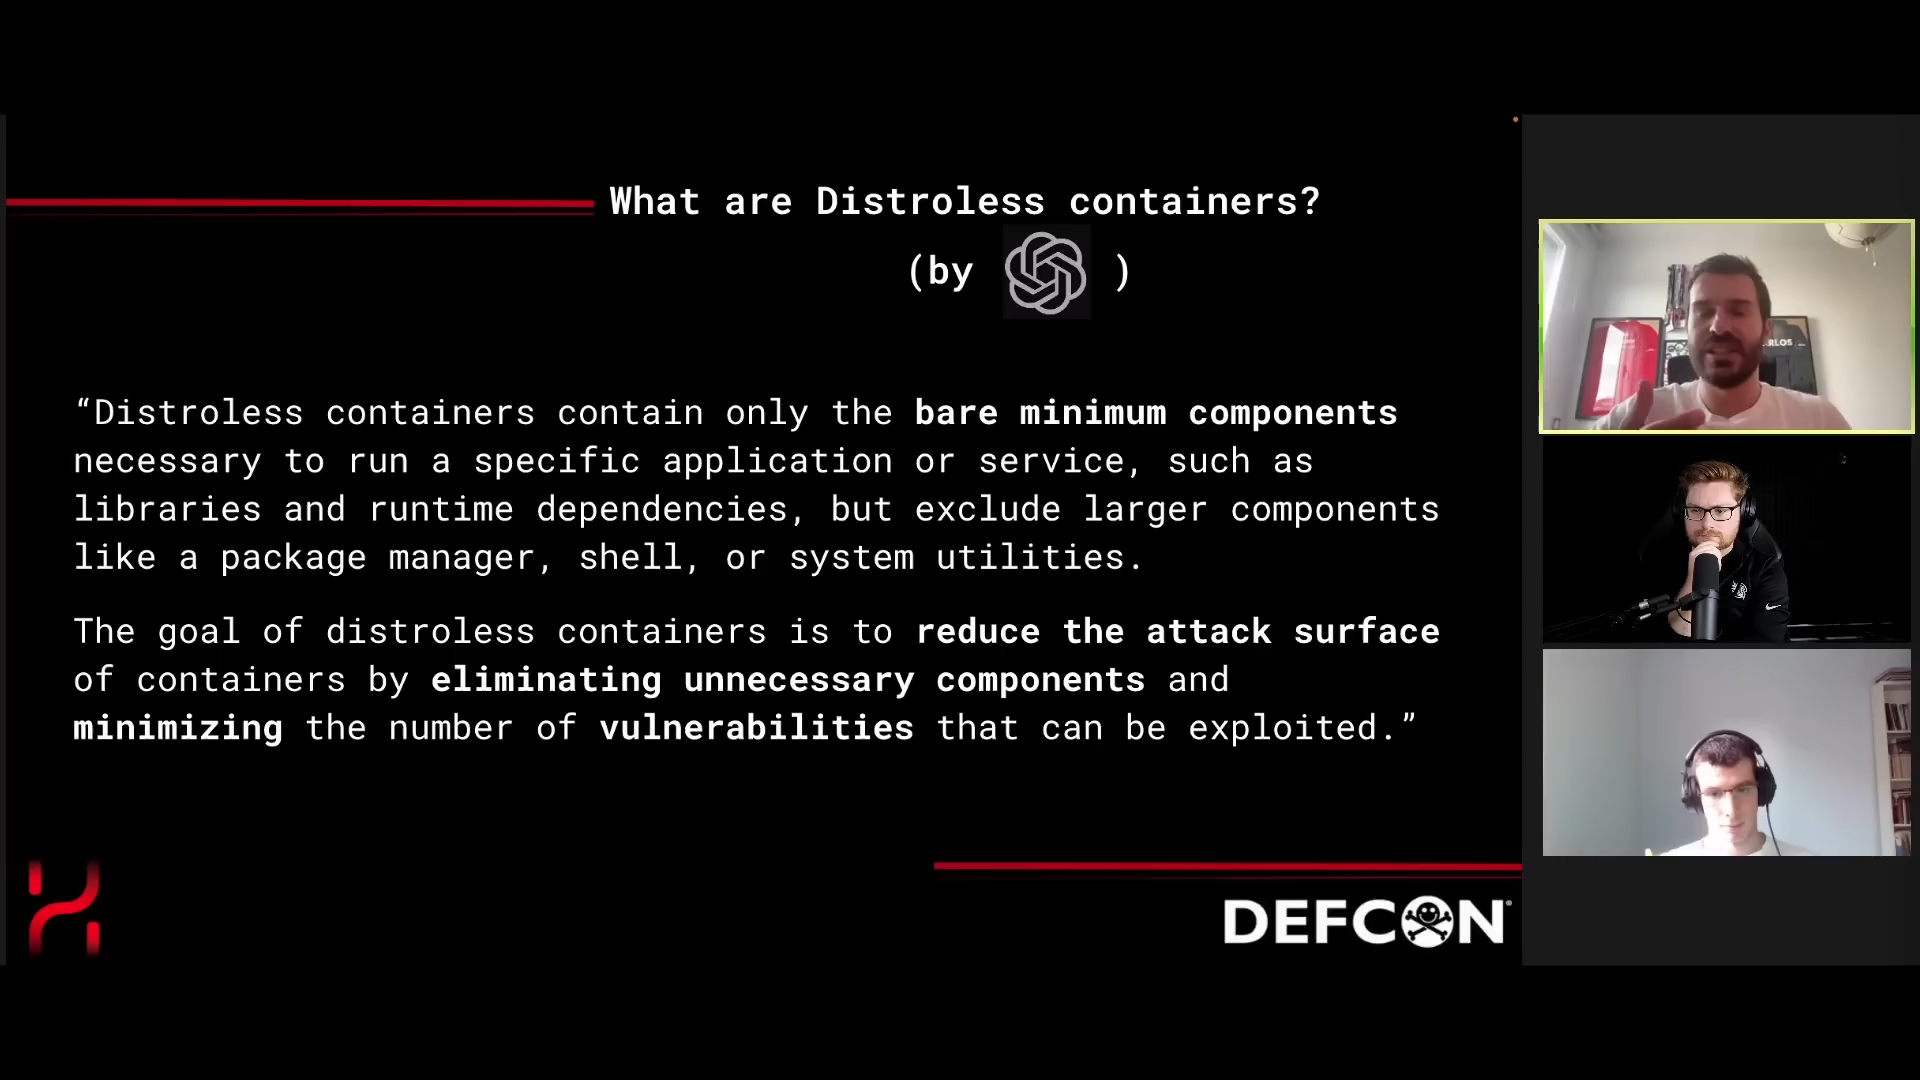 What are Distroless containers?
(by )
“Distroless containers contain only the bare minimum components
necessary to run a specific application or service, such as
libraries and runtime dependencies, but exclude larger components
like a package manager, shell, or system utilities.
The goal of distroless containers is to reduce the attack surface
of containers by eliminating unnecessary components and
minimizing the number of vulnerabilities that can be exploited.”
DEFCON
RLOS